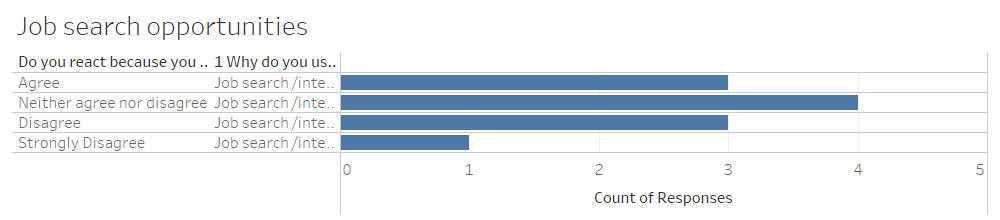 Job search opportunities
Do you react because you .. 1 Why do you us..
Agree Job search /inte..
Neither agree nor disagree Job search /inte..
Disagree Job search /inte..
Strongly Disagree Job search /inte..
0 1 2 3 4 5
Count of Responses